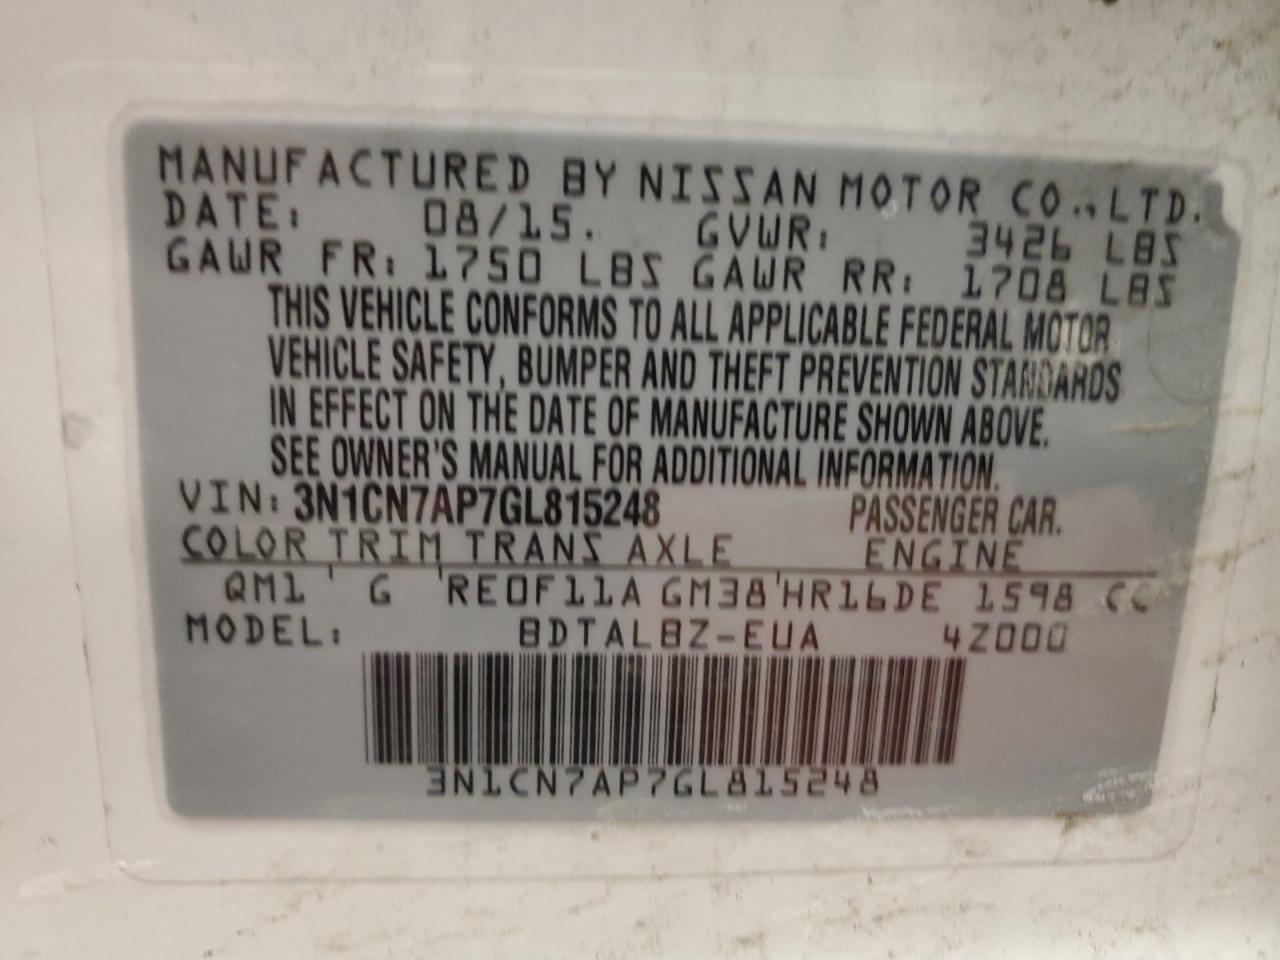 MANUFACTURED BY NISSAN MOTOR CO.,LTD.
DATE: 08/15. GVWR: 3426 LBS
GAWR FR: 1750 LBS GAWR RR: 1708 LBS
THIS VEHICLE CONFORMS TO ALL APPLICABLE FEDERAL MOTOR
VEHICLE SAFETY, BUMPER AND THEFT PREVENTION STANDARDS
IN EFFECT ON THE DATE OF MANUFACTURE SHOWN ABOVE.
SEE OWNER'S MANUAL FOR ADDITIONAL INFORMATION.
VIN: 3N1CN7AP7GL815248 PASSENGER CAR.
COLOR TRIM TRANS AXLE ENGINE
QM1 ' G ' RE0F11A GM38 ' HR16DE 1598 CC
MODEL: BDTALBZ-EUA 4Z000
3N1CN7AP7GL815248